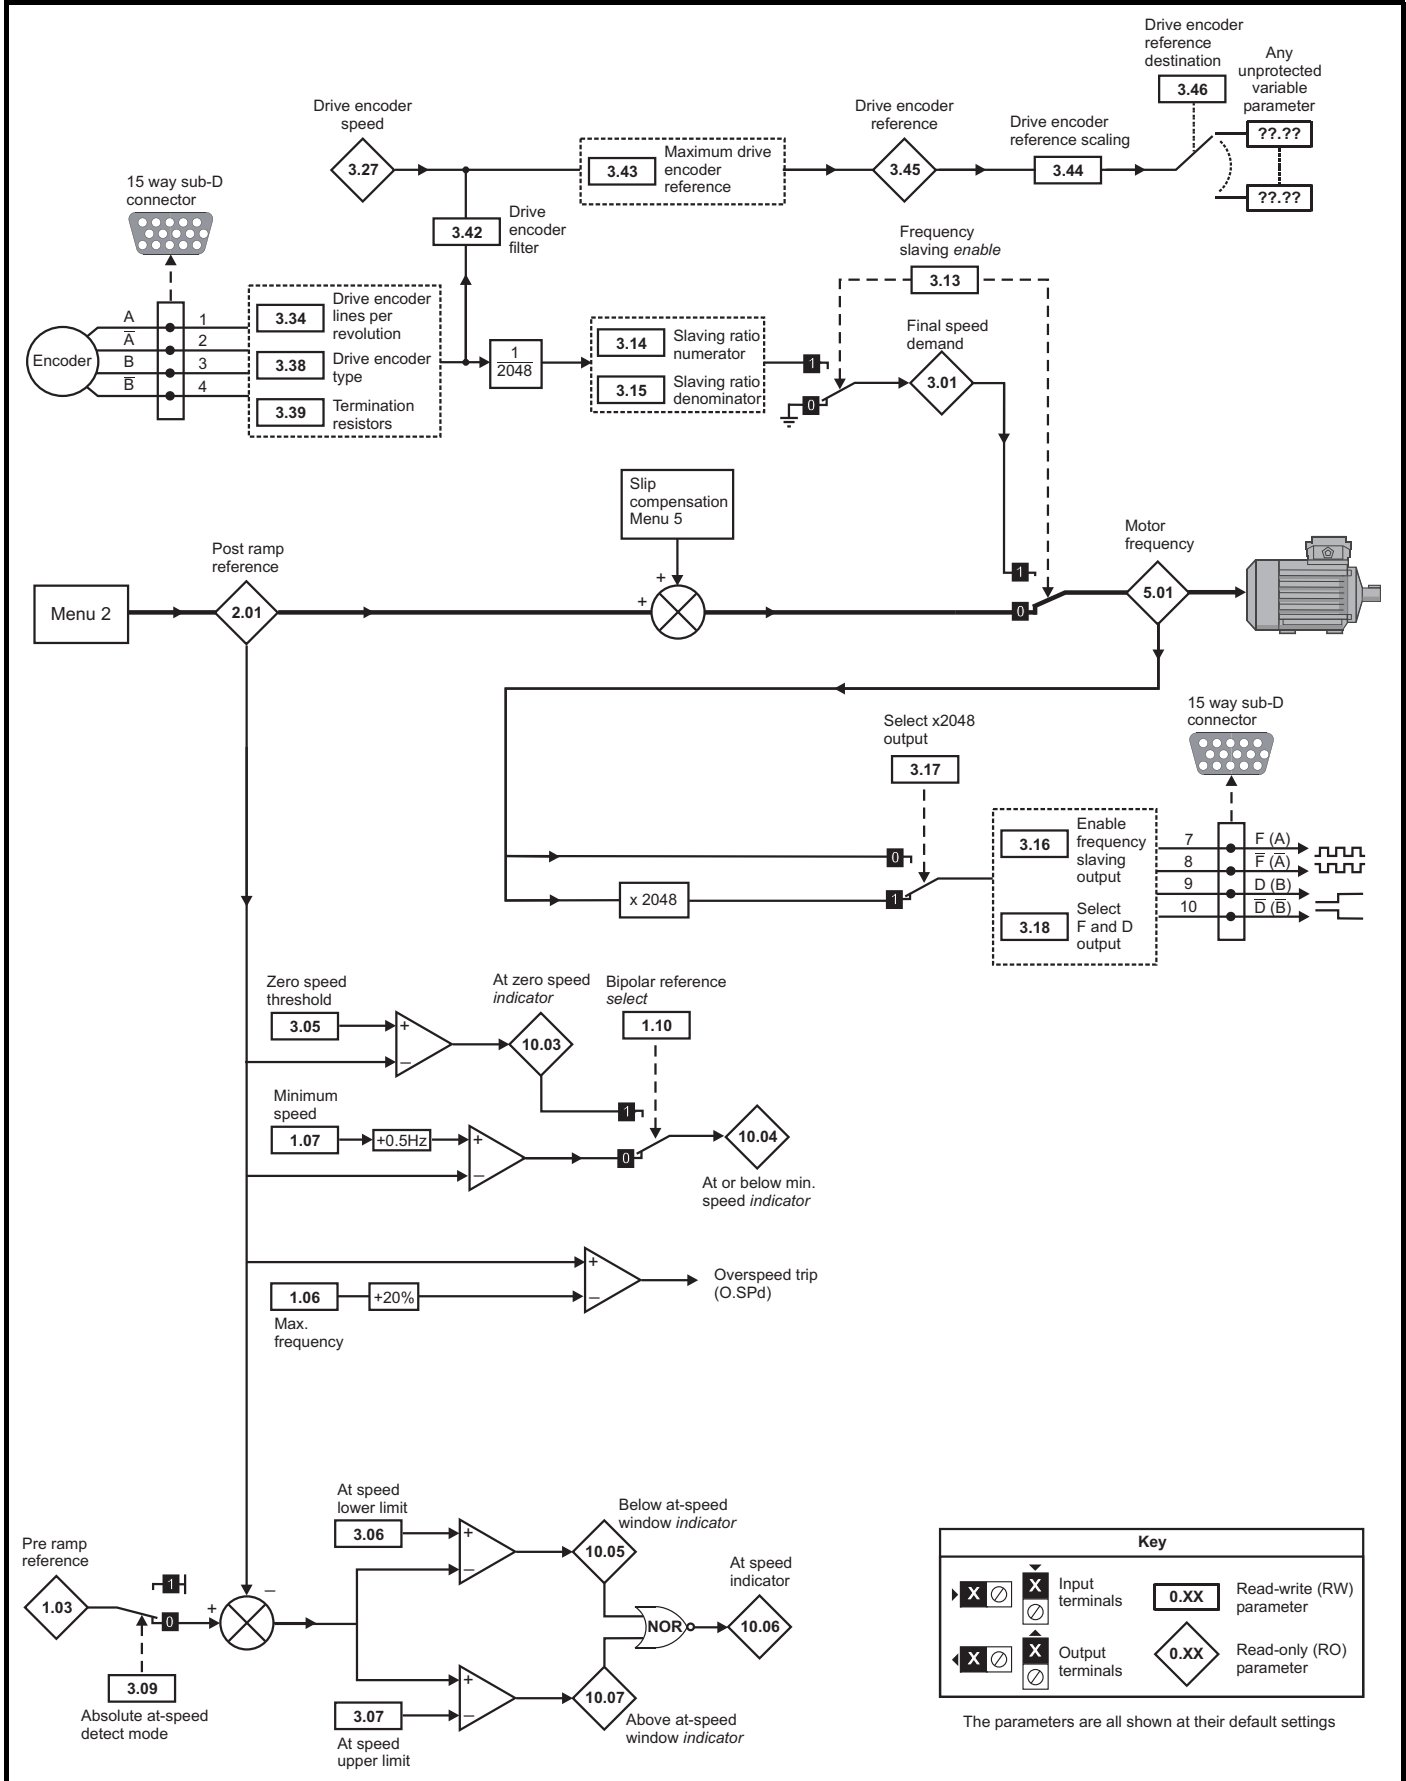 Drive encoder
reference
destination
3.46
Any
unprotected
variable
parameter
??.??
??.??
Drive encoder
speed
3.27
3.43
Maximum drive
encoder
reference
Drive encoder
reference
3.45
Drive encoder
reference scaling
3.44
15 way sub-D
connector
3.42
Drive
encoder
filter
Frequency
slaving enable
3.13
Encoder
A
A̅
B
B̅
1
2
3
4
3.34
Drive encoder
lines per
revolution
3.38
Drive encoder
type
3.39
Termination
resistors
1
2048
3.14
Slaving ratio
numerator
3.15
Slaving ratio
denominator
1
0
Final speed
demand
3.01
Slip
compensation
Menu 5
+
+
Menu 2
Post ramp
reference
2.01
1
0
Motor
frequency
5.01
Select x2048
output
3.17
0
x 2048
1
3.16
Enable
frequency
slaving
output
3.18
Select
F and D
output
15 way sub-D
connector
7
8
9
10
F (A)
F̅ (A̅)
D (B)
D̅ (B̅)
Zero speed
threshold
3.05
+
–
At zero speed
indicator
10.03
Bipolar reference
select
1.10
Minimum
speed
1.07
+0.5Hz
+
–
1
0
10.04
At or below min.
speed indicator
1.06
Max.
frequency
+20%
+
–
Overspeed trip
(O.SPd)
Pre ramp
reference
1.03
1
0
3.09
Absolute at-speed
detect mode
+
–
At speed
lower limit
3.06
+
–
Below at-speed
window indicator
10.05
3.07
At speed
upper limit
+
–
10.07
Above at-speed
window indicator
NOR
At speed
indicator
10.06
Key
X
X
Input
terminals
0.XX
Read-write (RW)
parameter
X
X
Output
terminals
0.XX
Read-only (RO)
parameter
The parameters are all shown at their default settings